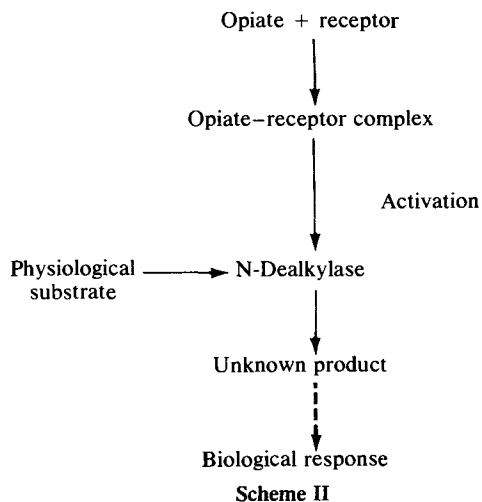 Opiate + receptor
Opiate–receptor complex
Activation
Physiological
substrate
N-Dealkylase
Unknown product
Biological response
Scheme II